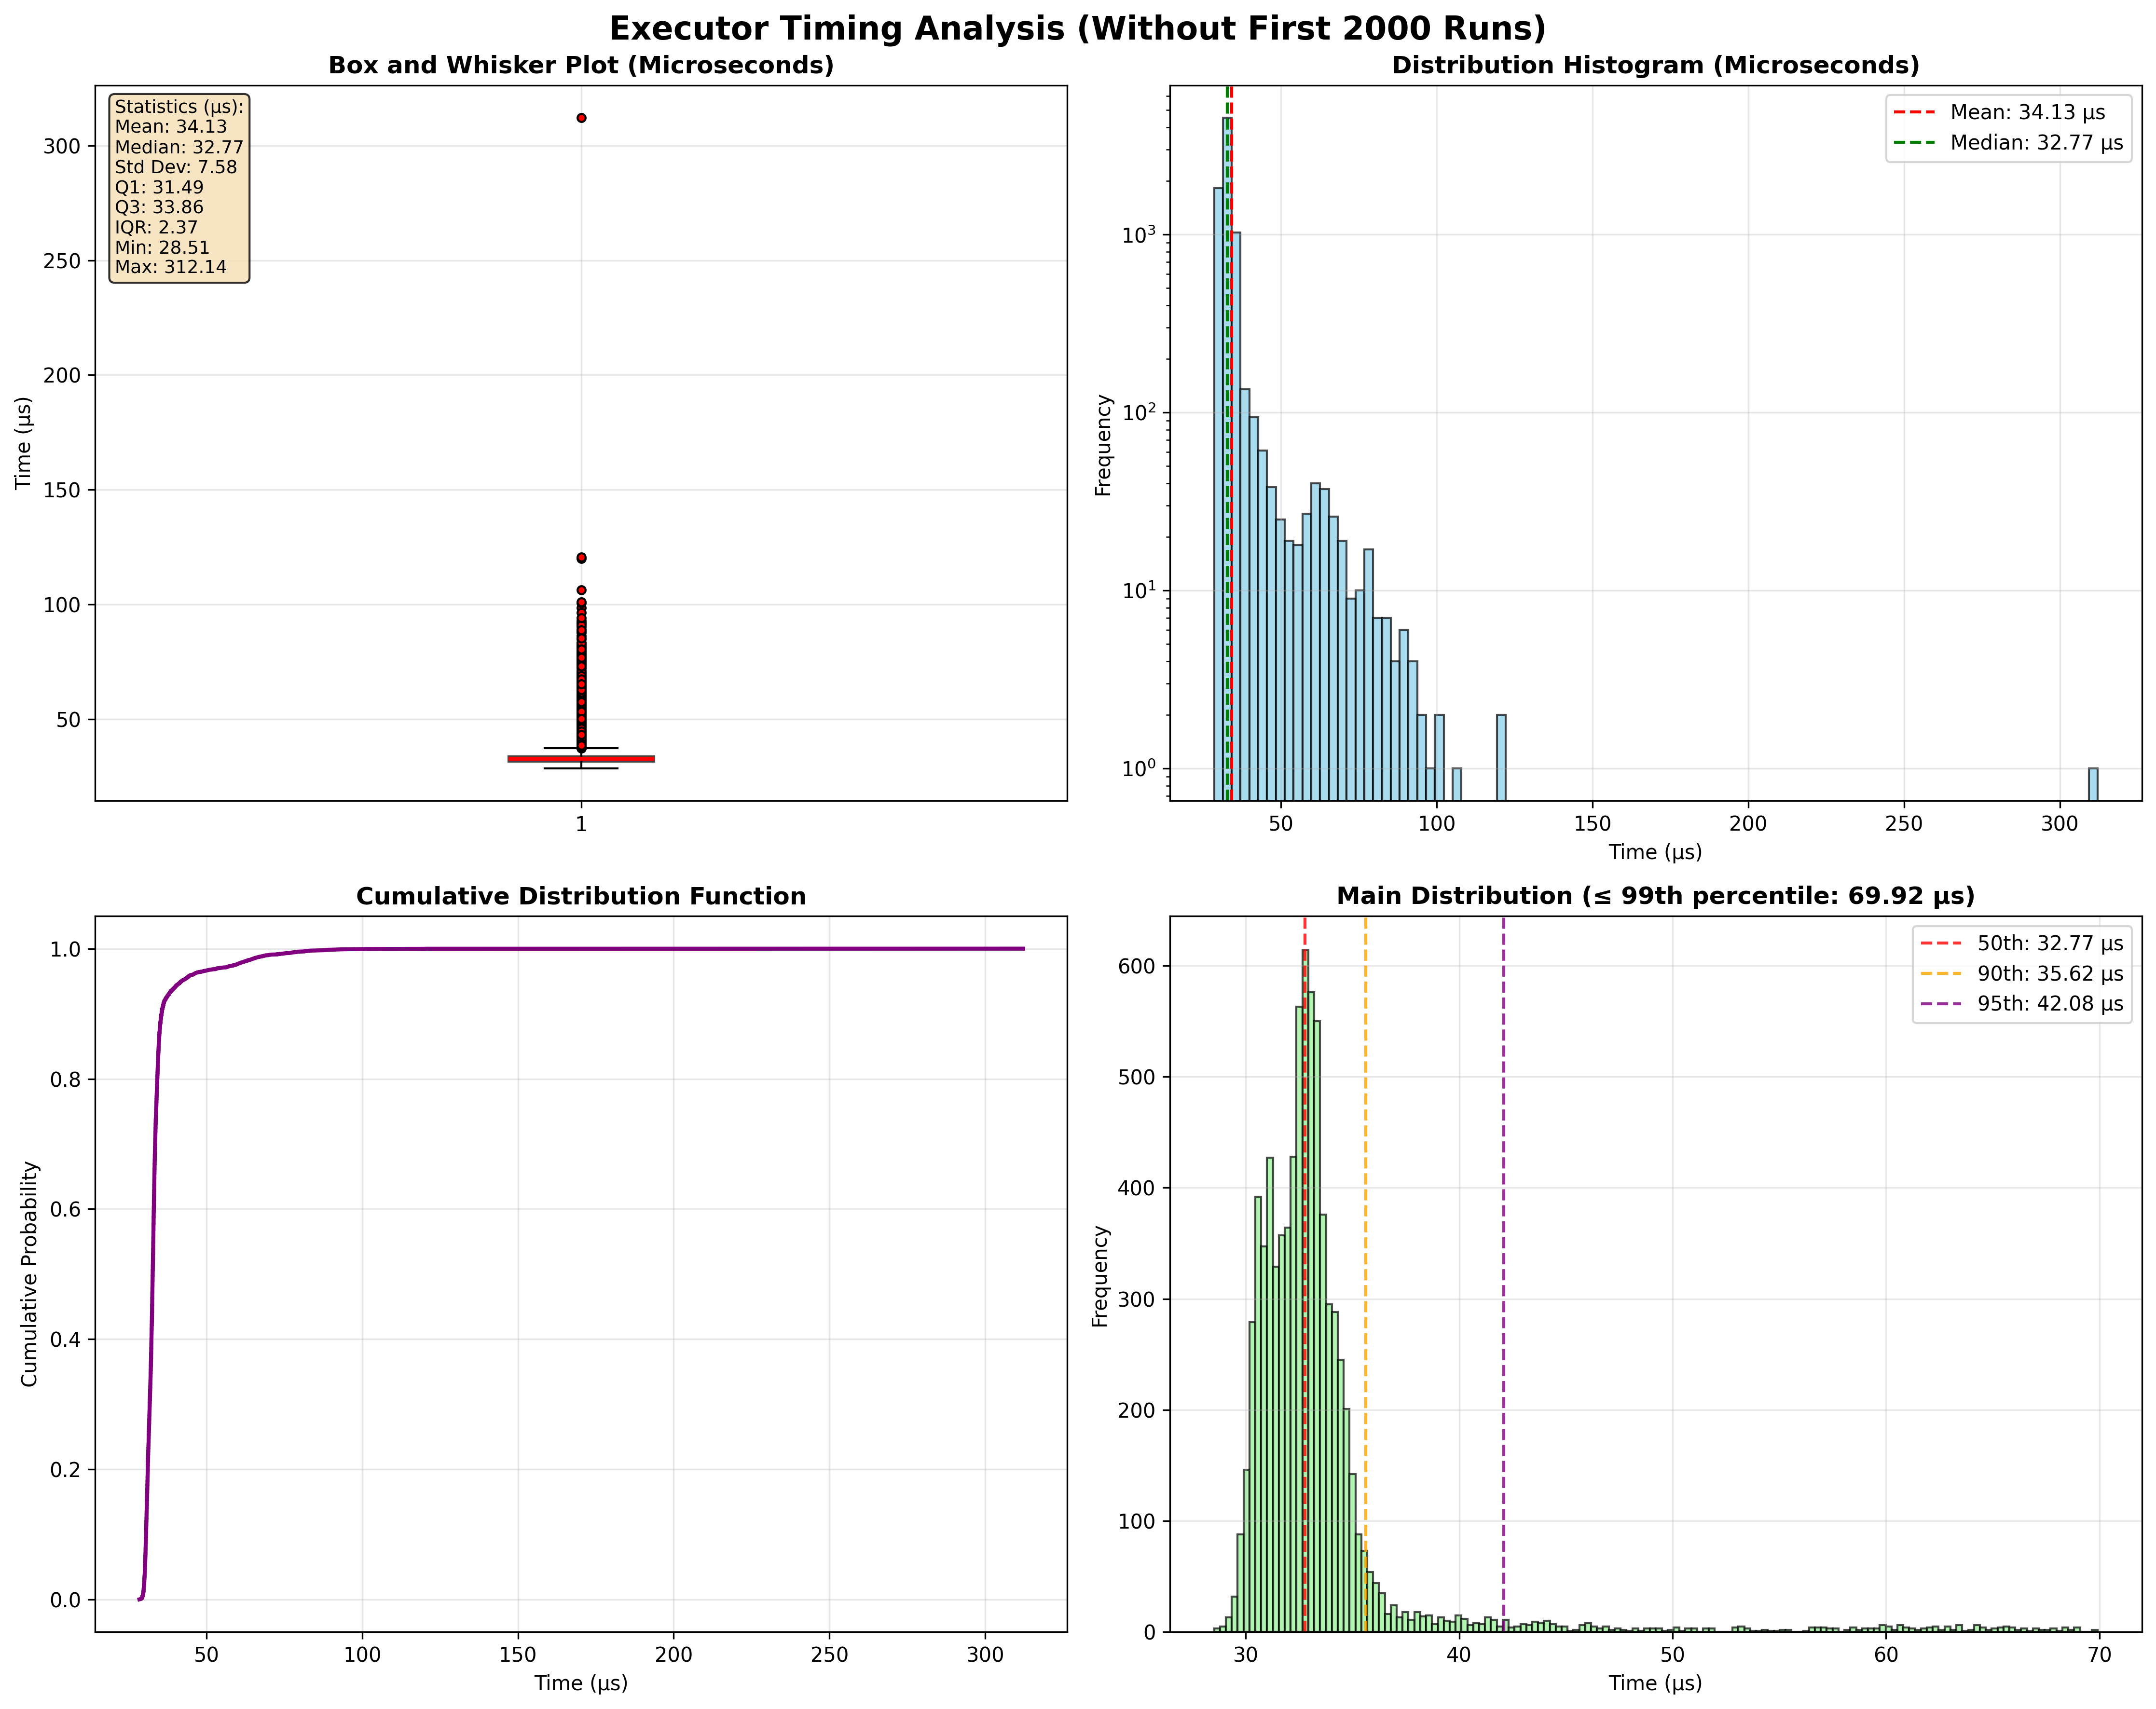 Executor Timing Analysis (Without First 2000 Runs)
Box and Whisker Plot (Microseconds)
Statistics (µs):
Mean: 34.13
Median: 32.77
Std Dev: 7.58
Q1: 31.49
Q3: 33.86
IQR: 2.37
Min: 28.51
Max: 312.14
Time (µs)
300
250
200
150
100
50
1
Distribution Histogram (Microseconds)
Mean: 34.13 µs
Median: 32.77 µs
Frequency
10³
10²
10¹
10⁰
50 100 150 200 250 300
Time (µs)
Cumulative Distribution Function
Cumulative Probability
1.0
0.8
0.6
0.4
0.2
0.0
50 100 150 200 250 300
Time (µs)
Main Distribution (≤ 99th percentile: 69.92 µs)
50th: 32.77 µs
90th: 35.62 µs
95th: 42.08 µs
Frequency
600
500
400
300
200
100
0
30 40 50 60 70
Time (µs)